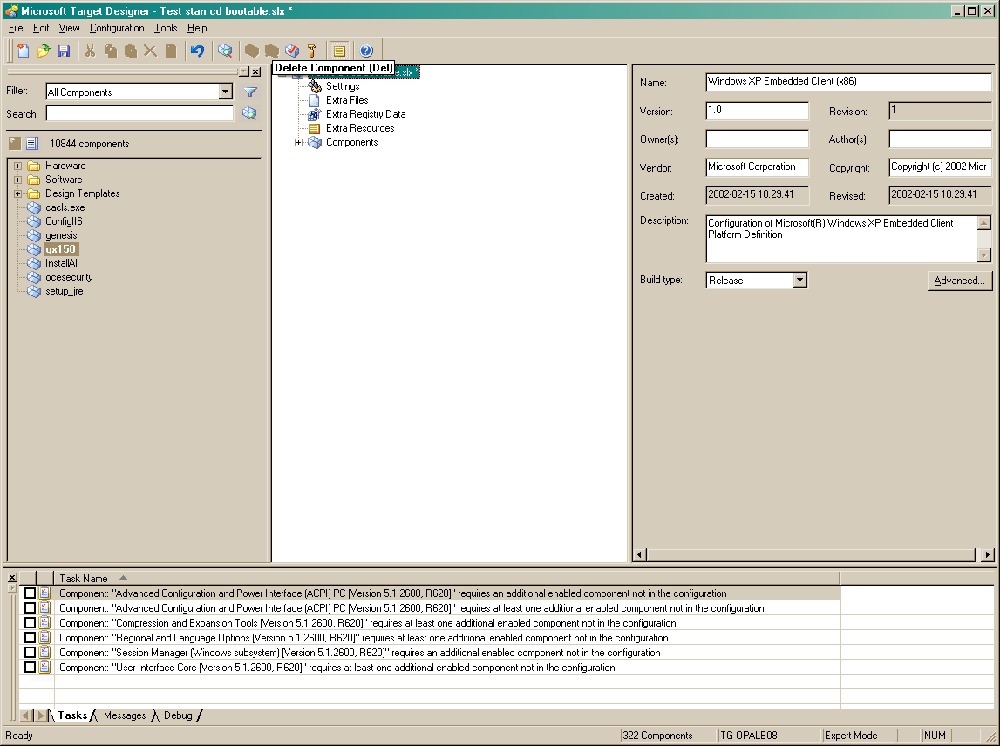 Microsoft Target Designer - Test stan cd bootable.slx *
File Edit View Configuration Tools Help
Delete Component (Del)
e.slx *
Filter: All Components
Search:
10844 components
Hardware
Software
Design Templates
cacls.exe
ConfigIIS
genesis
gx150
InstallAll
ocesecurity
setup_jre
Settings
Extra Files
Extra Registry Data
Extra Resources
Components
Name: Windows XP Embedded Client (x86)
Version: 1.0 Revision: 1
Owner(s): Author(s):
Vendor: Microsoft Corporation Copyright: Copyright (c) 2002 Micr
Created: 2002-02-15 10:29:41 Revised: 2002-02-15 10:29:41
Description: Configuration of Microsoft(R) Windows XP Embedded Client
Platform Definition
Build type: Release Advanced...
Task Name
Component: "Advanced Configuration and Power Interface (ACPI) PC [Version 5.1.2600, R620]" requires an additional enabled component not in the configuration
Component: "Advanced Configuration and Power Interface (ACPI) PC [Version 5.1.2600, R620]" requires at least one additional enabled component not in the configuration
Component: "Compression and Expansion Tools [Version 5.1.2600, R620]" requires at least one additional enabled component not in the configuration
Component: "Regional and Language Options [Version 5.1.2600, R620]" requires at least one additional enabled component not in the configuration
Component: "Session Manager (Windows subsystem) [Version 5.1.2600, R620]" requires an additional enabled component not in the configuration
Component: "User Interface Core [Version 5.1.2600, R620]" requires at least one additional enabled component not in the configuration
Tasks Messages Debug
Ready 322 Components TG-OPALE08 Expert Mode NUM